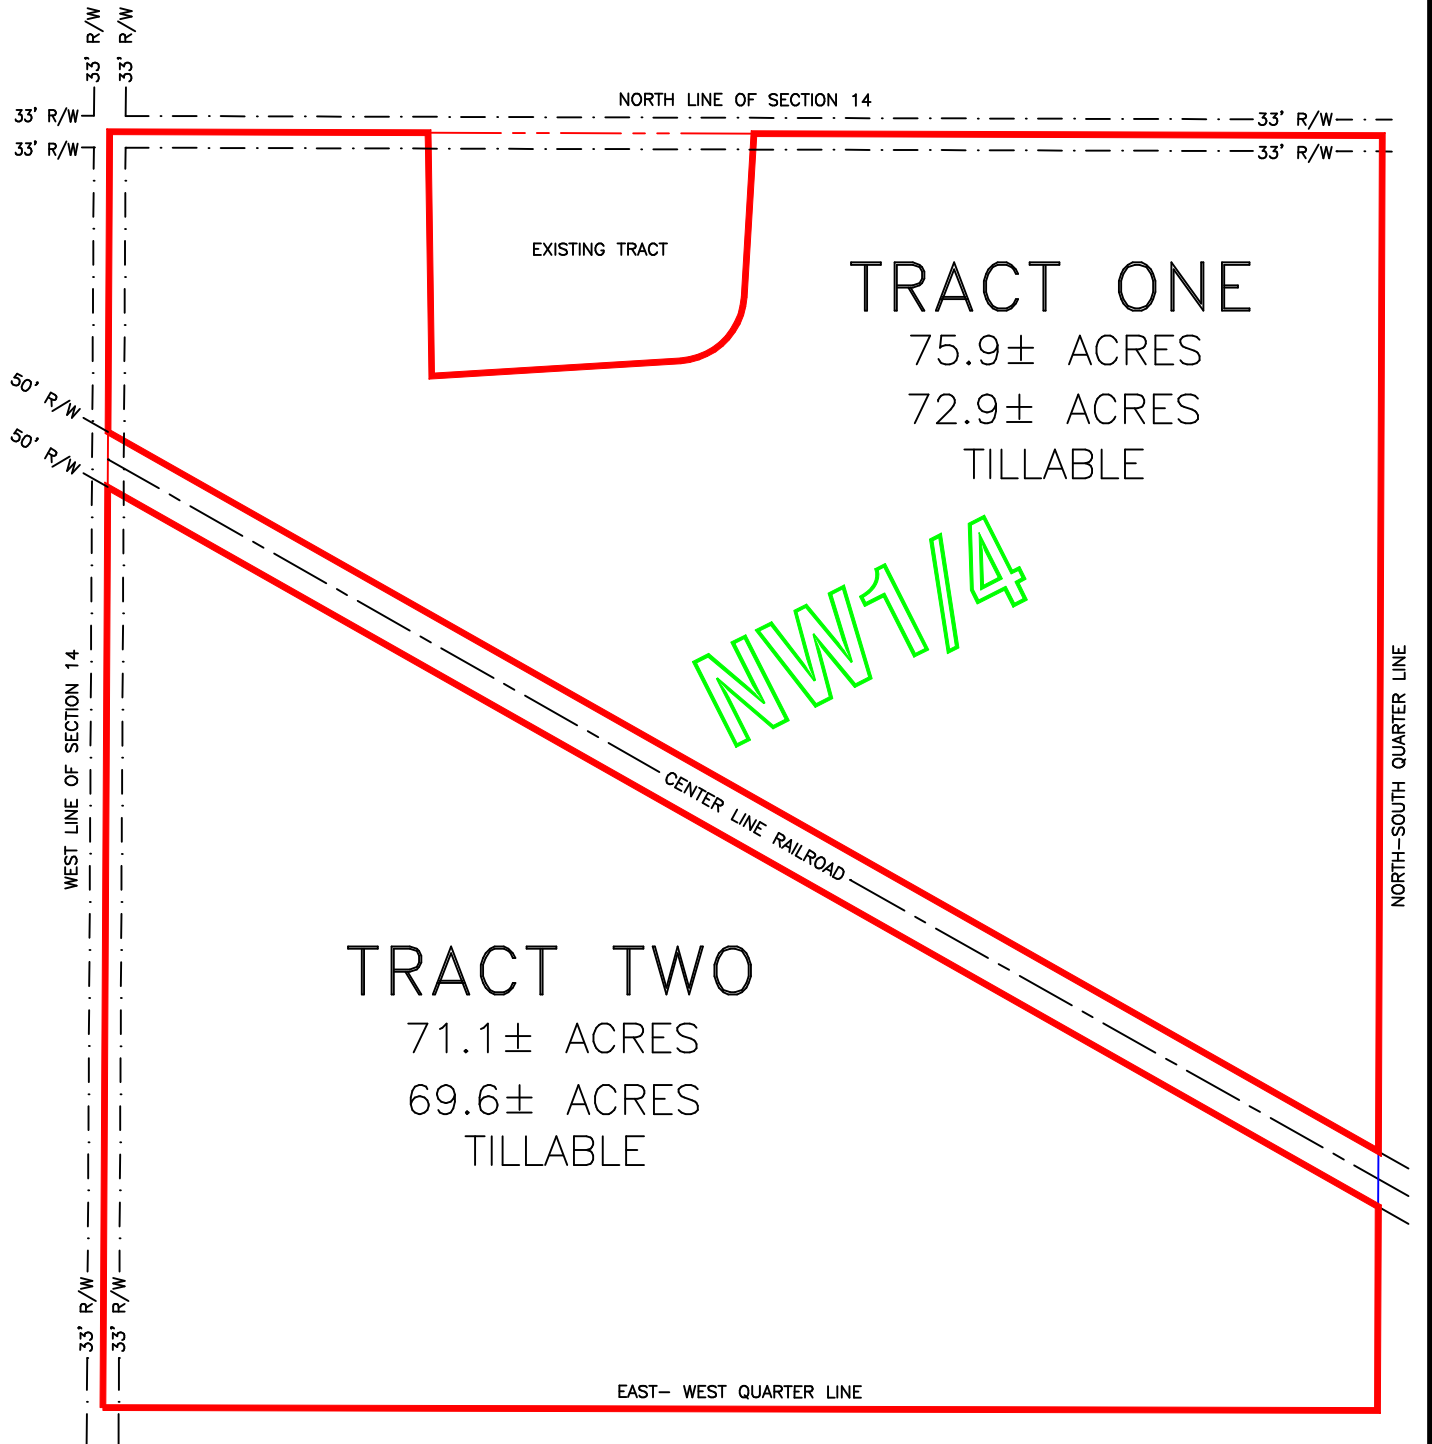 33' R/W
33' R/W
33' R/W
33' R/W
NORTH LINE OF SECTION 14
33' R/W
33' R/W
EXISTING TRACT
TRACT ONE
75.9± ACRES
72.9± ACRES
TILLABLE
50' R/W
50' R/W
NW1/4
WEST LINE OF SECTION 14
NORTH-SOUTH QUARTER LINE
CENTER LINE RAILROAD
TRACT TWO
71.1± ACRES
69.6± ACRES
TILLABLE
33' R/W
33' R/W
EAST- WEST QUARTER LINE